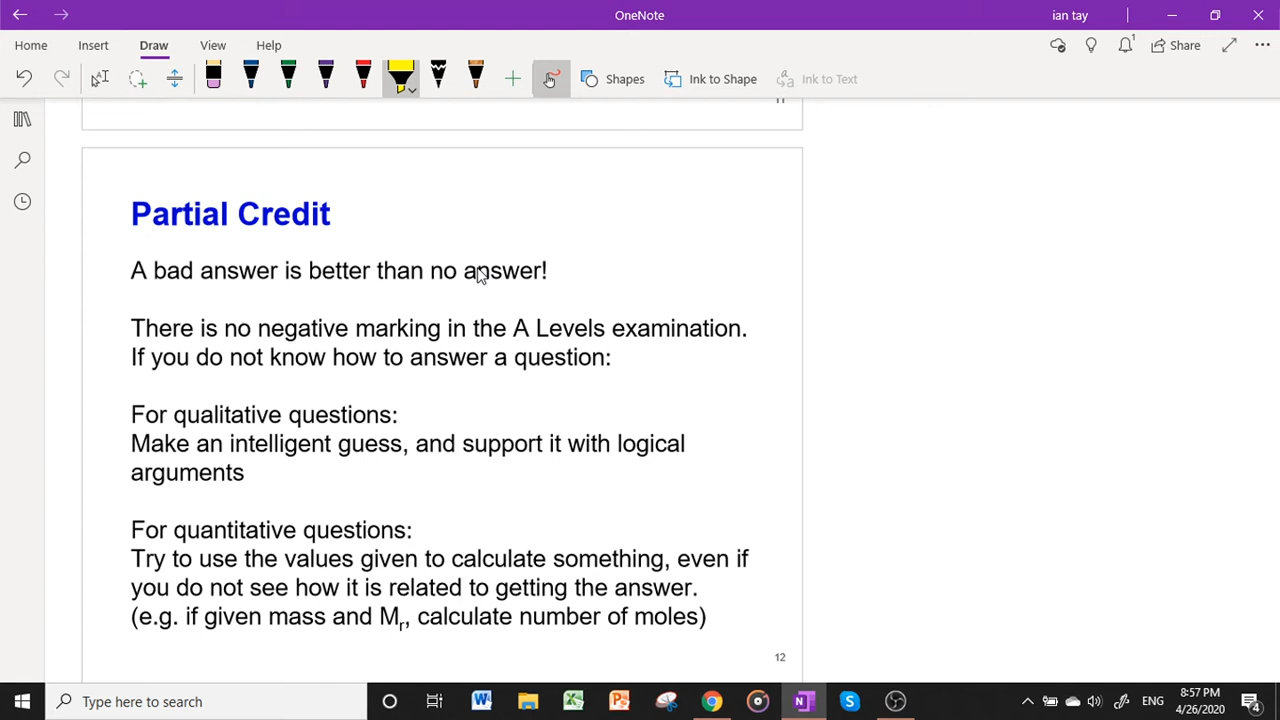 OneNote
ian tay
Home Insert Draw View Help
Share
Shapes Ink to Shape Ink to Text
11
Partial Credit
A bad answer is better than no answer!
There is no negative marking in the A Levels examination.
If you do not know how to answer a question:
For qualitative questions:
Make an intelligent guess, and support it with logical
arguments
For quantitative questions:
Try to use the values given to calculate something, even if
you do not see how it is related to getting the answer.
(e.g. if given mass and Mr, calculate number of moles)
12
Type here to search
ENG
8:57 PM
4/26/2020